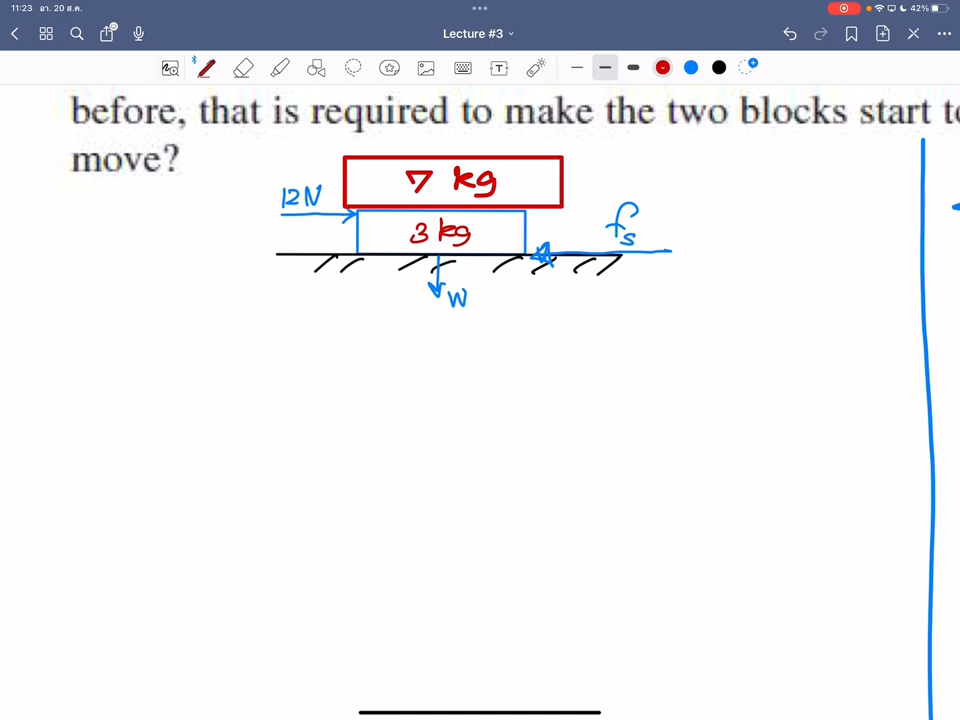 11:23 อา. 20 ส.ค.
42%
Lecture #3
before, that is required to make the two blocks start to
move?
7 kg
12N
3 kg
fs
W